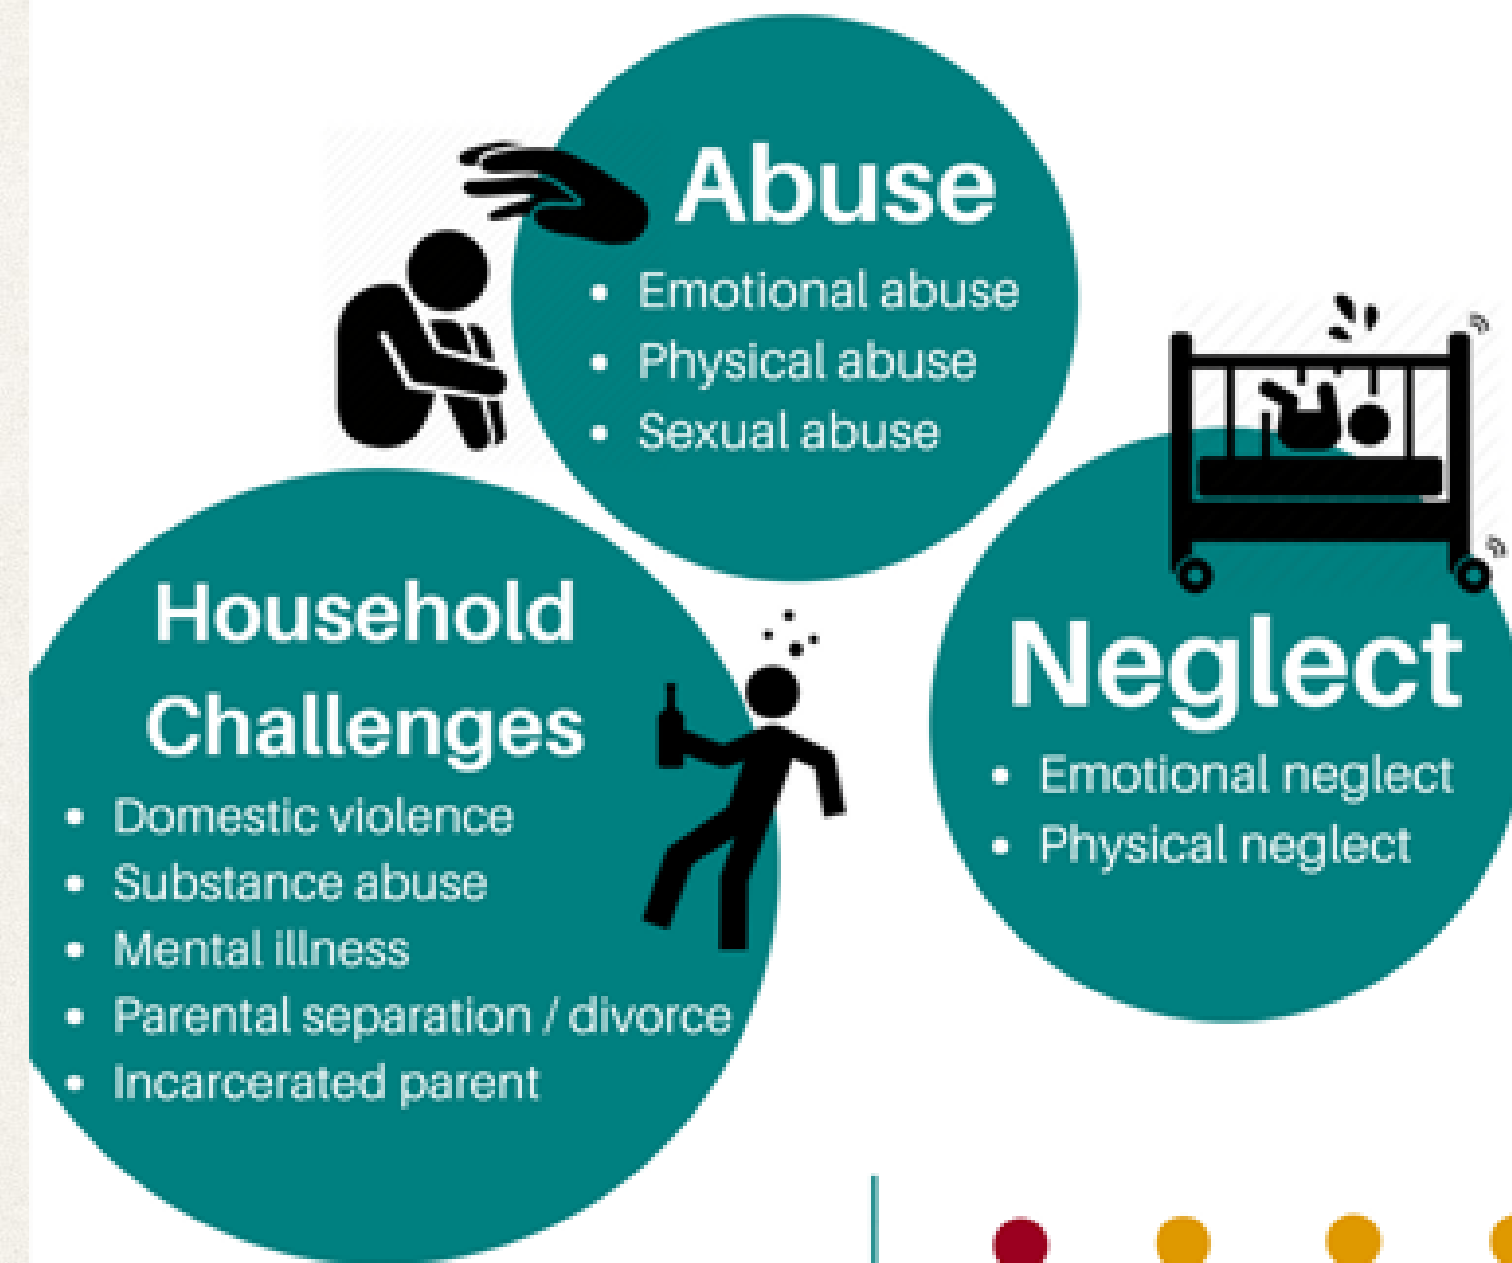 Abuse
• Emotional abuse
• Physical abuse
• Sexual abuse
Household
Challenges
• Domestic violence
• Substance abuse
• Mental illness
• Parental separation / divorce
• Incarcerated parent
Neglect
• Emotional neglect
• Physical neglect